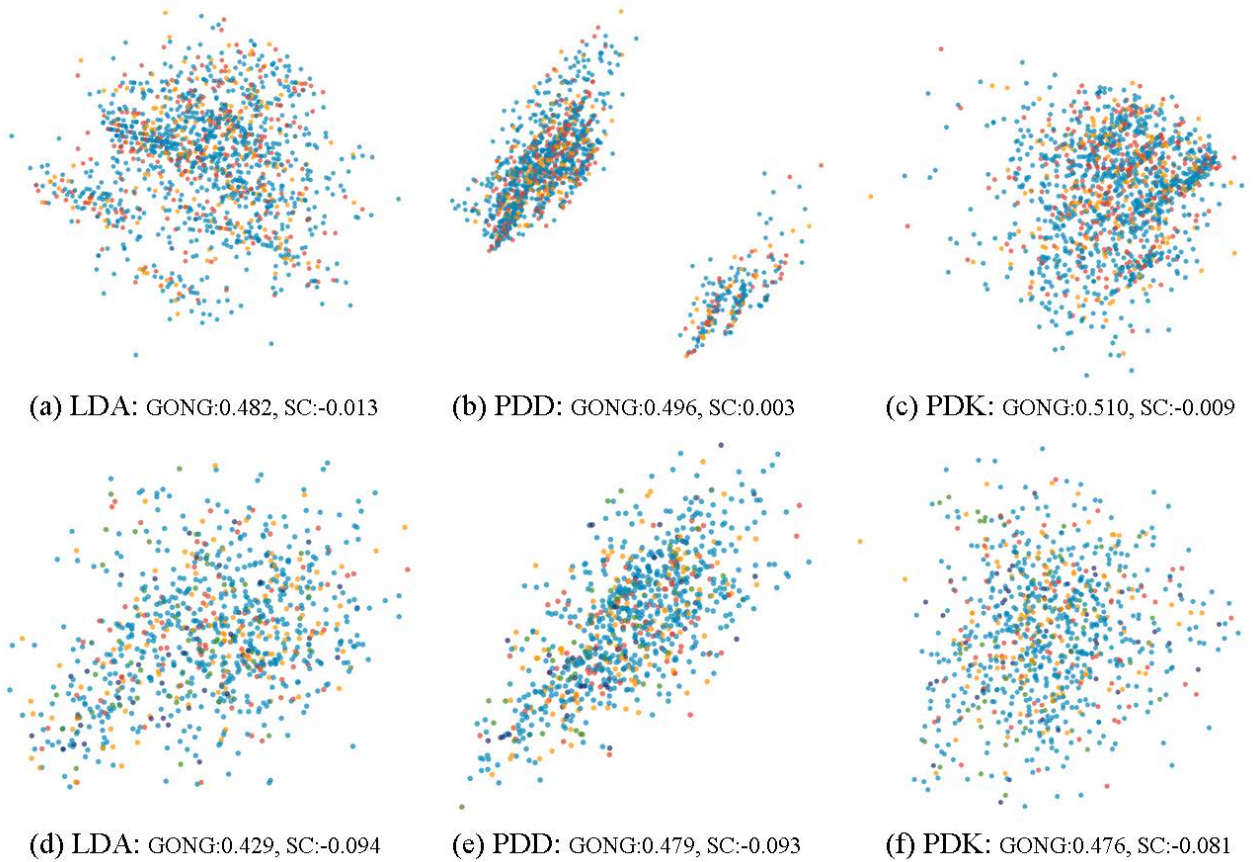 (a) LDA: GONG:0.482, SC:-0.013
(b) PDD: GONG:0.496, SC:0.003
(c) PDK: GONG:0.510, SC:-0.009
(d) LDA: GONG:0.429, SC:-0.094
(e) PDD: GONG:0.479, SC:-0.093
(f) PDK: GONG:0.476, SC:-0.081